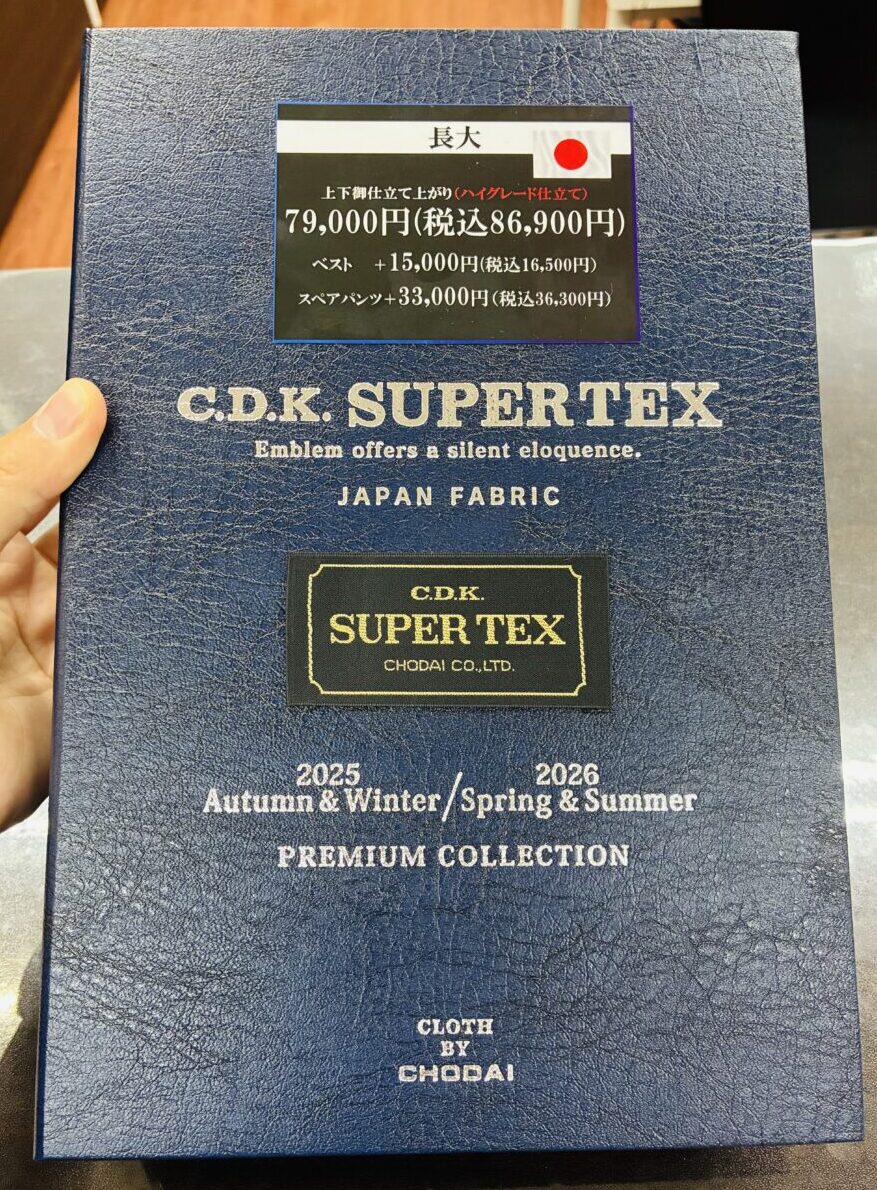 長大
上下御仕立て上がり(ハイグレード仕立て)
79,000円(税込86,900円)
ベスト +15,000円(税込16,500円)
スペアパンツ+33,000円(税込36,300円)
C.D.K. SUPER TEX
Emblem offers a silent eloquence.
JAPAN FABRIC
C.D.K.
SUPER TEX
CHODAI CO.,LTD.
2025 2026
Autumn & Winter/Spring & Summer
PREMIUM COLLECTION
CLOTH
BY
CHODAI